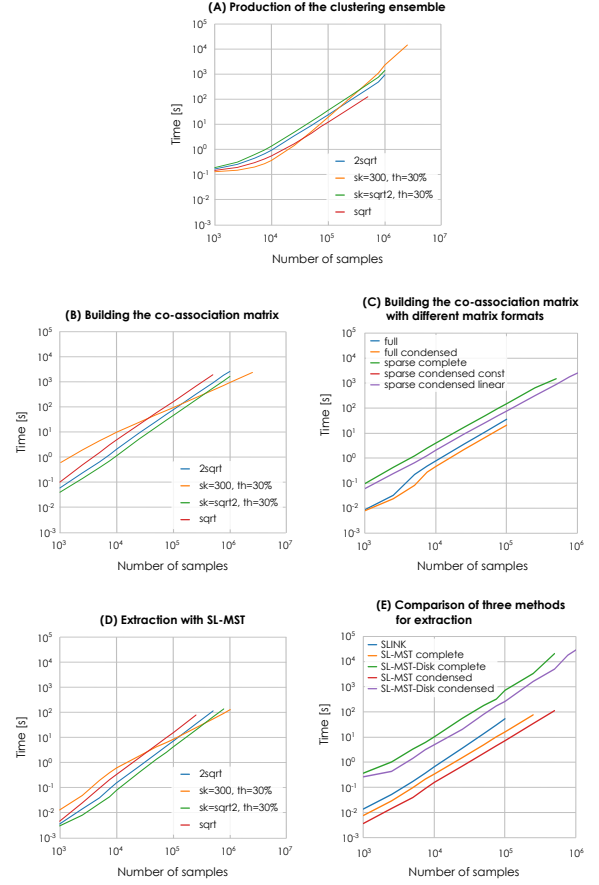 (A) Production of the clustering ensemble
10^5
10^4
10^3
10^2
10^1
10^0
10^-1
10^-2
10^-3
Time [s]
2sqrt
sk=300, th=30%
sk=sqrt2, th=30%
sqrt
10^3 10^4 10^5 10^6 10^7
Number of samples
(B) Building the co-association matrix
10^5
10^4
10^3
10^2
10^1
10^0
10^-1
10^-2
10^-3
Time [s]
2sqrt
sk=300, th=30%
sk=sqrt2, th=30%
sqrt
10^3 10^4 10^5 10^6 10^7
Number of samples
(C) Building the co-association matrix
with different matrix formats
10^5
10^4
10^3
10^2
10^1
10^0
10^-1
10^-2
10^-3
Time [s]
full
full condensed
sparse complete
sparse condensed const
sparse condensed linear
10^3 10^4 10^5 10^6
Number of samples
(D) Extraction with SL-MST
10^5
10^4
10^3
10^2
10^1
10^0
10^-1
10^-2
10^-3
Time [s]
2sqrt
sk=300, th=30%
sk=sqrt2, th=30%
sqrt
10^3 10^4 10^5 10^6 10^7
Number of samples
(E) Comparison of three methods
for extraction
10^5
10^4
10^3
10^2
10^1
10^0
10^-1
10^-2
10^-3
Time [s]
SLINK
SL-MST complete
SL-MST-Disk complete
SL-MST condensed
SL-MST-Disk condensed
10^3 10^4 10^5 10^6
Number of samples